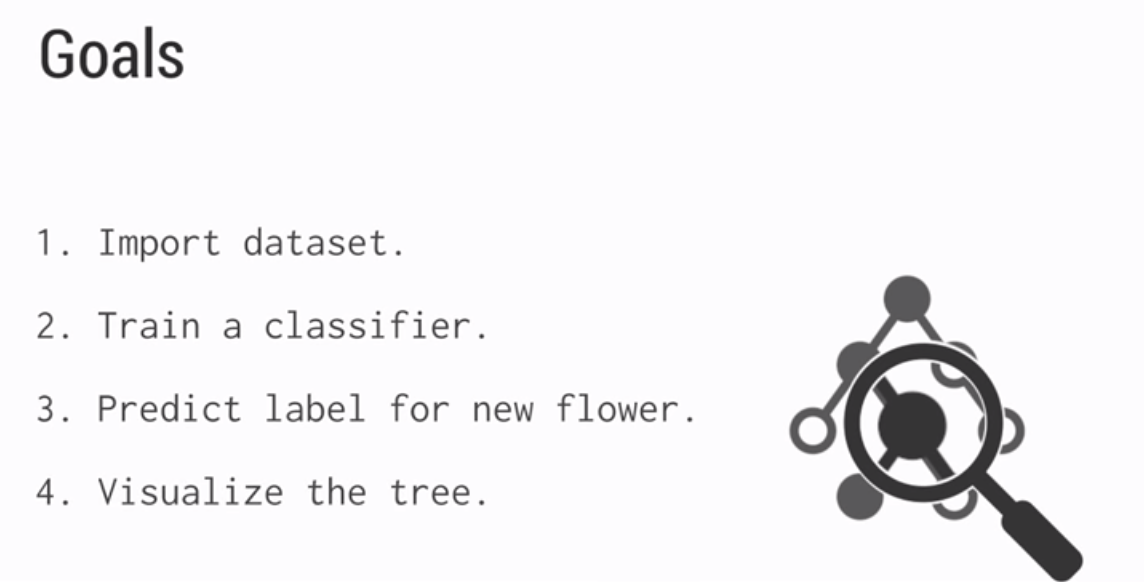 Goals
1. Import dataset.
2. Train a classifier.
3. Predict label for new flower.
4. Visualize the tree.